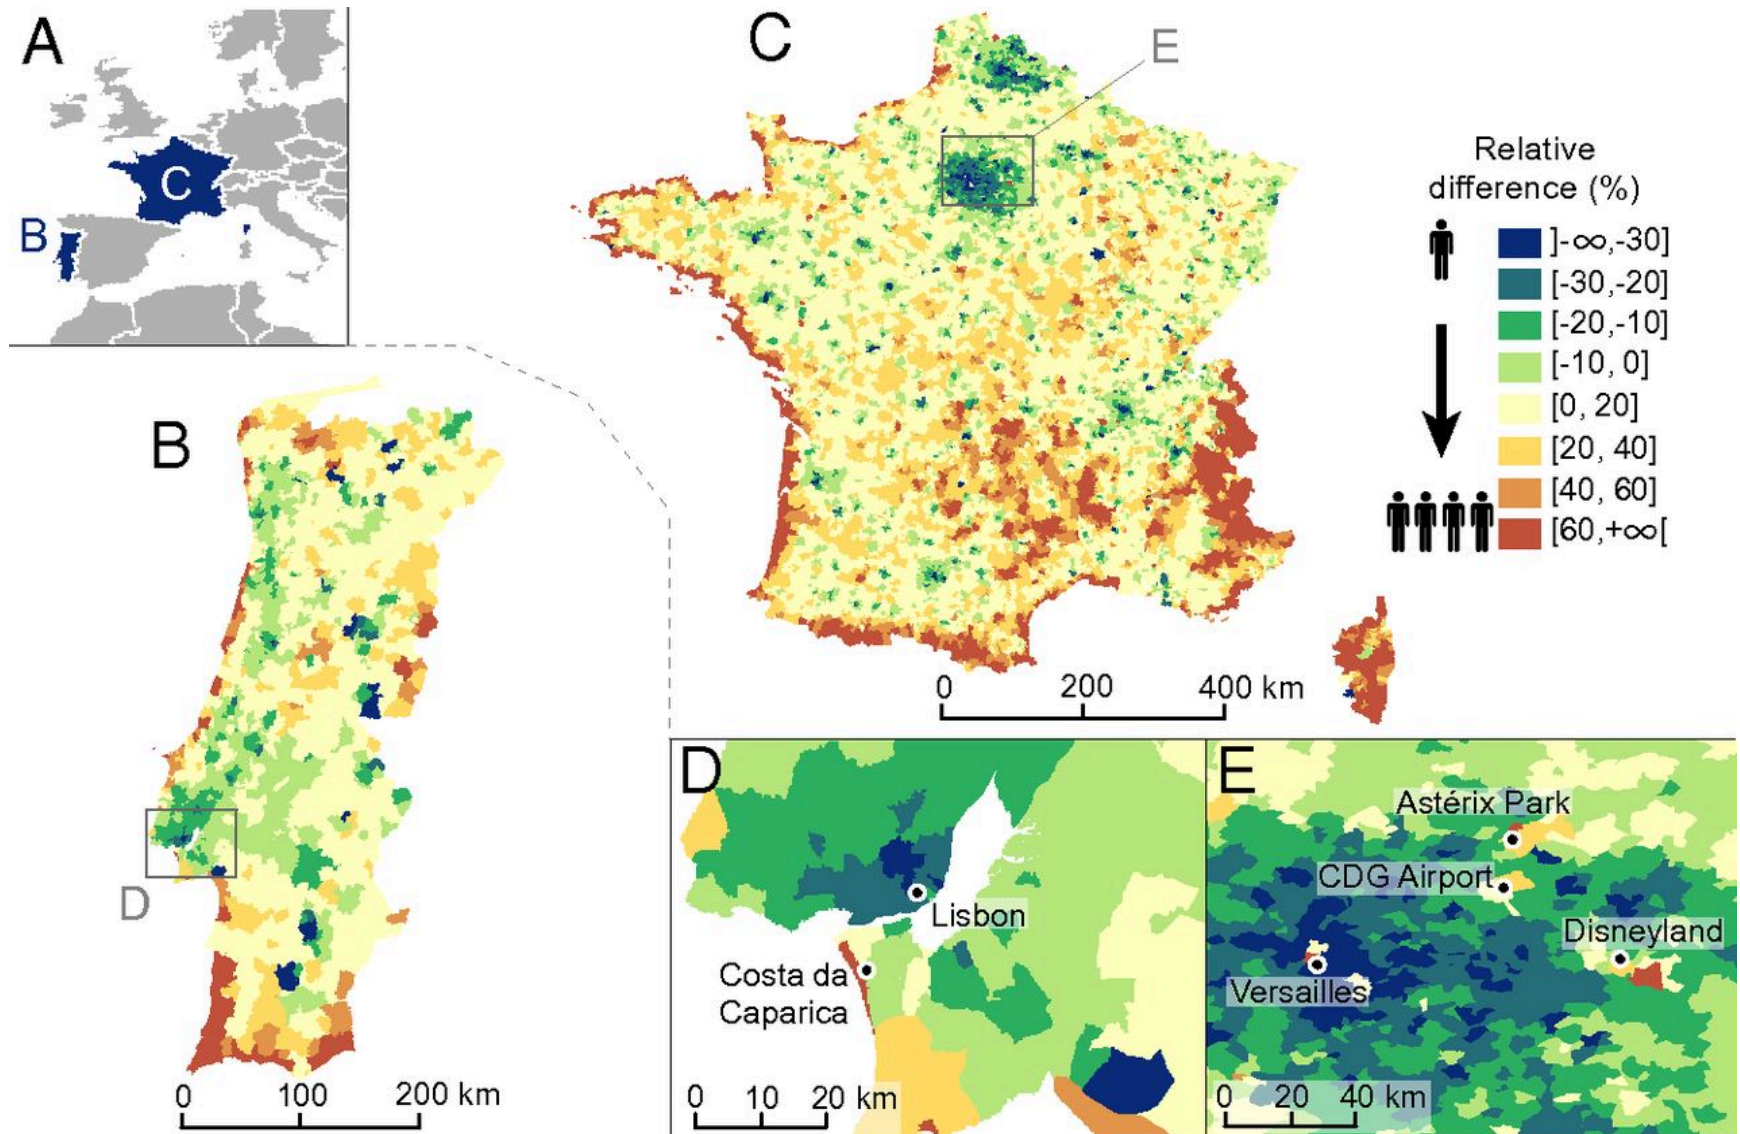 A
C
B
C
E
Relative
difference (%)
]-∞,-30]
[-30,-20]
[-20,-10]
[-10, 0]
[0, 20]
[20, 40]
[40, 60]
[60,+∞[
0 200 400 km
B
D
0 100 200 km
D
Lisbon
Costa da
Caparica
0 10 20 km
E
Astérix Park
CDG Airport
Disneyland
Versailles
0 20 40 km